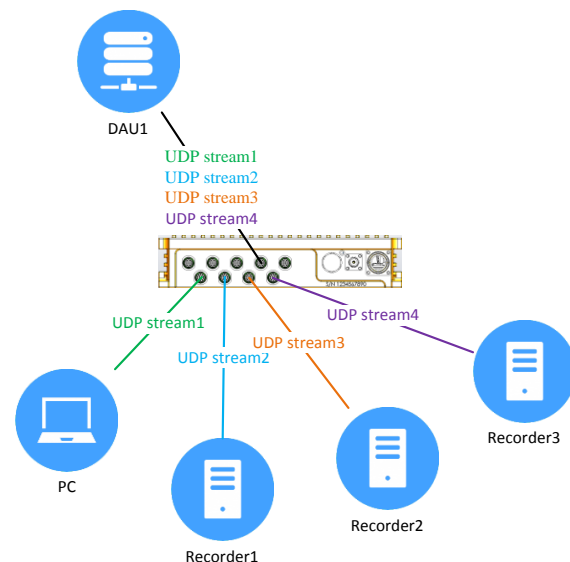 DAU1
UDP stream1
UDP stream2
UDP stream3
UDP stream4
UDP stream1
UDP stream2
UDP stream3
UDP stream4
PC
Recorder1
Recorder2
Recorder3